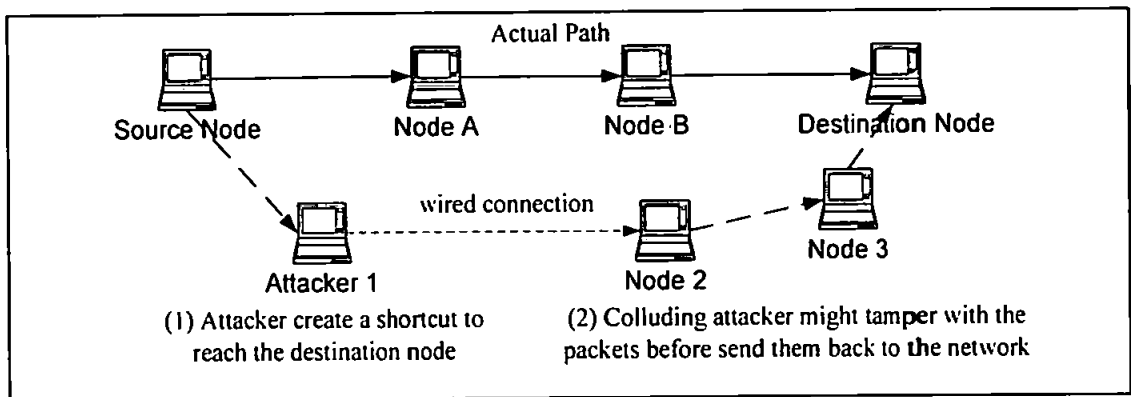 Actual Path
Source Node
Node A
Node B
Destination Node
wired connection
Attacker 1
Node 2
Node 3
(1) Attacker create a shortcut to
reach the destination node
(2) Colluding attacker might tamper with the
packets before send them back to the network